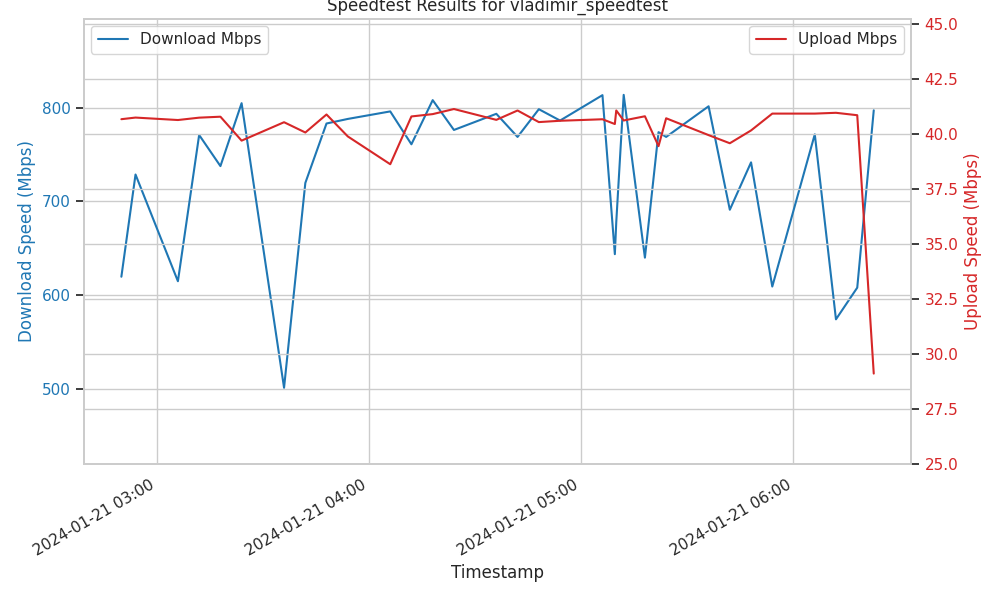 Speedtest Results for vladimir_speedtest
Download Mbps
Upload Mbps
800
700
600
500
Download Speed (Mbps)
45.0
42.5
40.0
37.5
35.0
32.5
30.0
27.5
25.0
Upload Speed (Mbps)
2024-01-21 03:00
2024-01-21 04:00
2024-01-21 05:00
2024-01-21 06:00
Timestamp